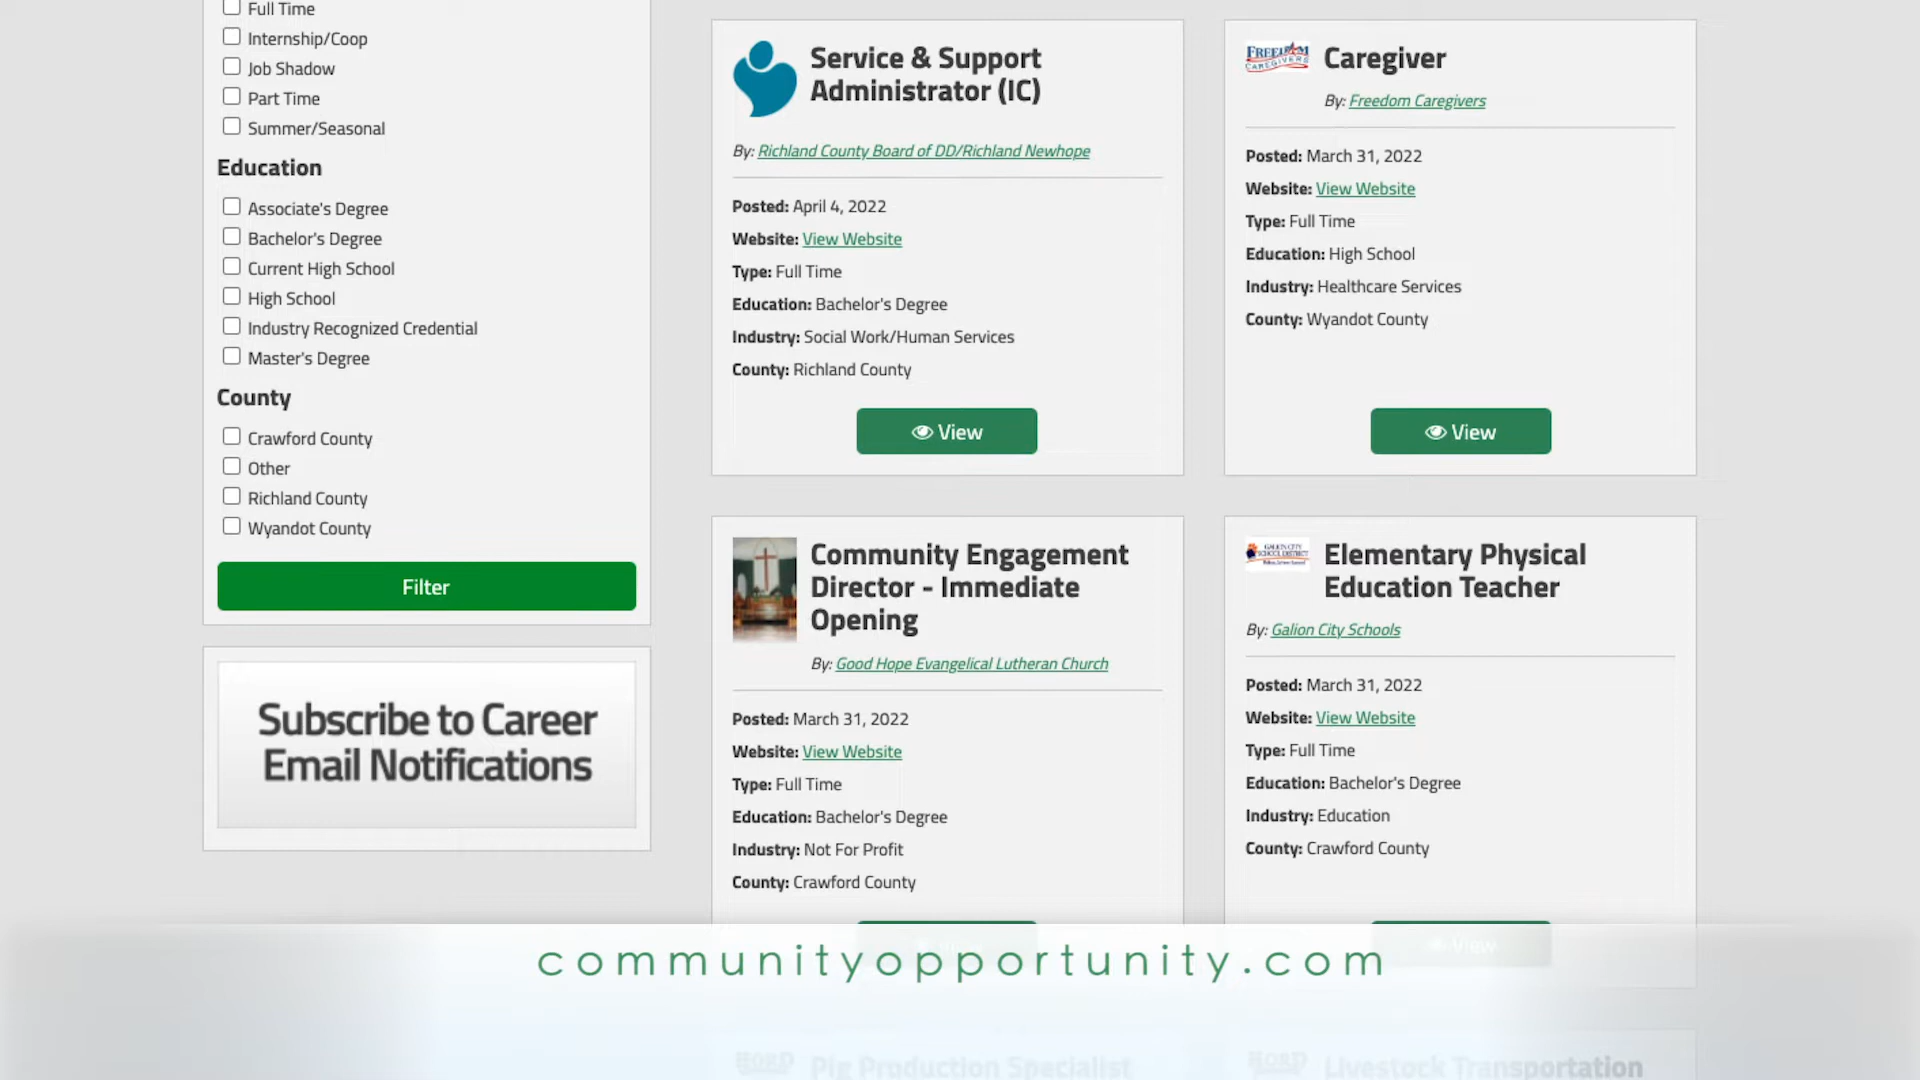 Full Time
Internship/Coop
Job Shadow
Part Time
Summer/Seasonal
Education
Associate's Degree
Bachelor's Degree
Current High School
High School
Industry Recognized Credential
Master's Degree
County
Crawford County
Other
Richland County
Wyandot County
Filter
Subscribe to Career
Email Notifications
Service & Support
Administrator (IC)
By: Richland County Board of DD/Richland Newhope
Posted: April 4, 2022
Website: View Website
Type: Full Time
Education: Bachelor's Degree
Industry: Social Work/Human Services
County: Richland County
View
FREEDOM
CAREGIVERS
Caregiver
By: Freedom Caregivers
Posted: March 31, 2022
Website: View Website
Type: Full Time
Education: High School
Industry: Healthcare Services
County: Wyandot County
View
Community Engagement
Director - Immediate
Opening
By: Good Hope Evangelical Lutheran Church
Posted: March 31, 2022
Website: View Website
Type: Full Time
Education: Bachelor's Degree
Industry: Not For Profit
County: Crawford County
GALION CITY
SCHOOL DISTRICT
Elementary Physical
Education Teacher
By: Galion City Schools
Posted: March 31, 2022
Website: View Website
Type: Full Time
Education: Bachelor's Degree
Industry: Education
County: Crawford County
View
communityopportunity.com
Pig Production Specialist
Livestock Transportation